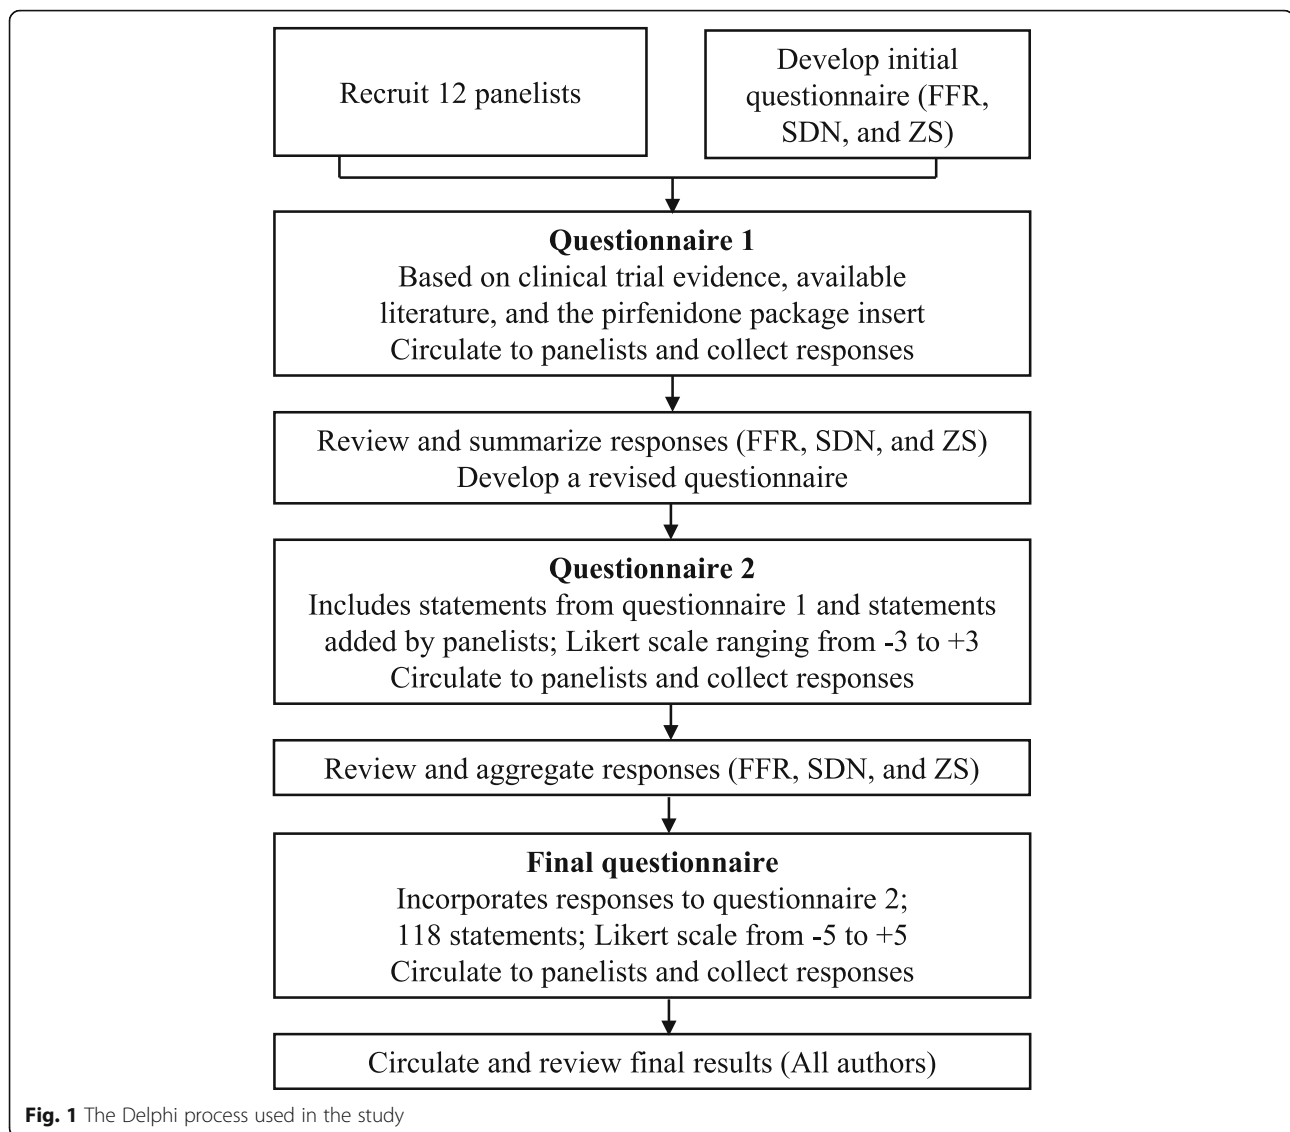 Recruit 12 panelists
Develop initial
questionnaire (FFR,
SDN, and ZS)
Questionnaire 1
Based on clinical trial evidence, available
literature, and the pirfenidone package insert
Circulate to panelists and collect responses
Review and summarize responses (FFR, SDN, and ZS)
Develop a revised questionnaire
Questionnaire 2
Includes statements from questionnaire 1 and statements
added by panelists; Likert scale ranging from -3 to +3
Circulate to panelists and collect responses
Review and aggregate responses (FFR, SDN, and ZS)
Final questionnaire
Incorporates responses to questionnaire 2;
118 statements; Likert scale from -5 to +5
Circulate to panelists and collect responses
Circulate and review final results (All authors)
Fig. 1 The Delphi process used in the study